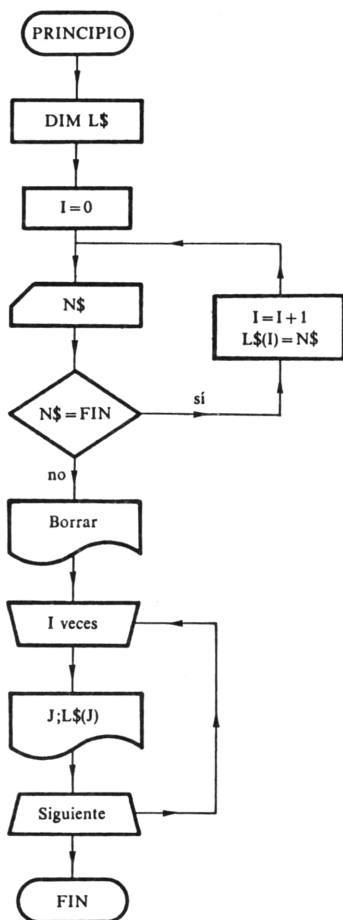 PRINCIPIO
DIM L$
I=0
N$
I=I+1
L$(I)=N$
N$=FIN
sí
no
Borrar
I veces
J;L$(J)
Siguiente
FIN